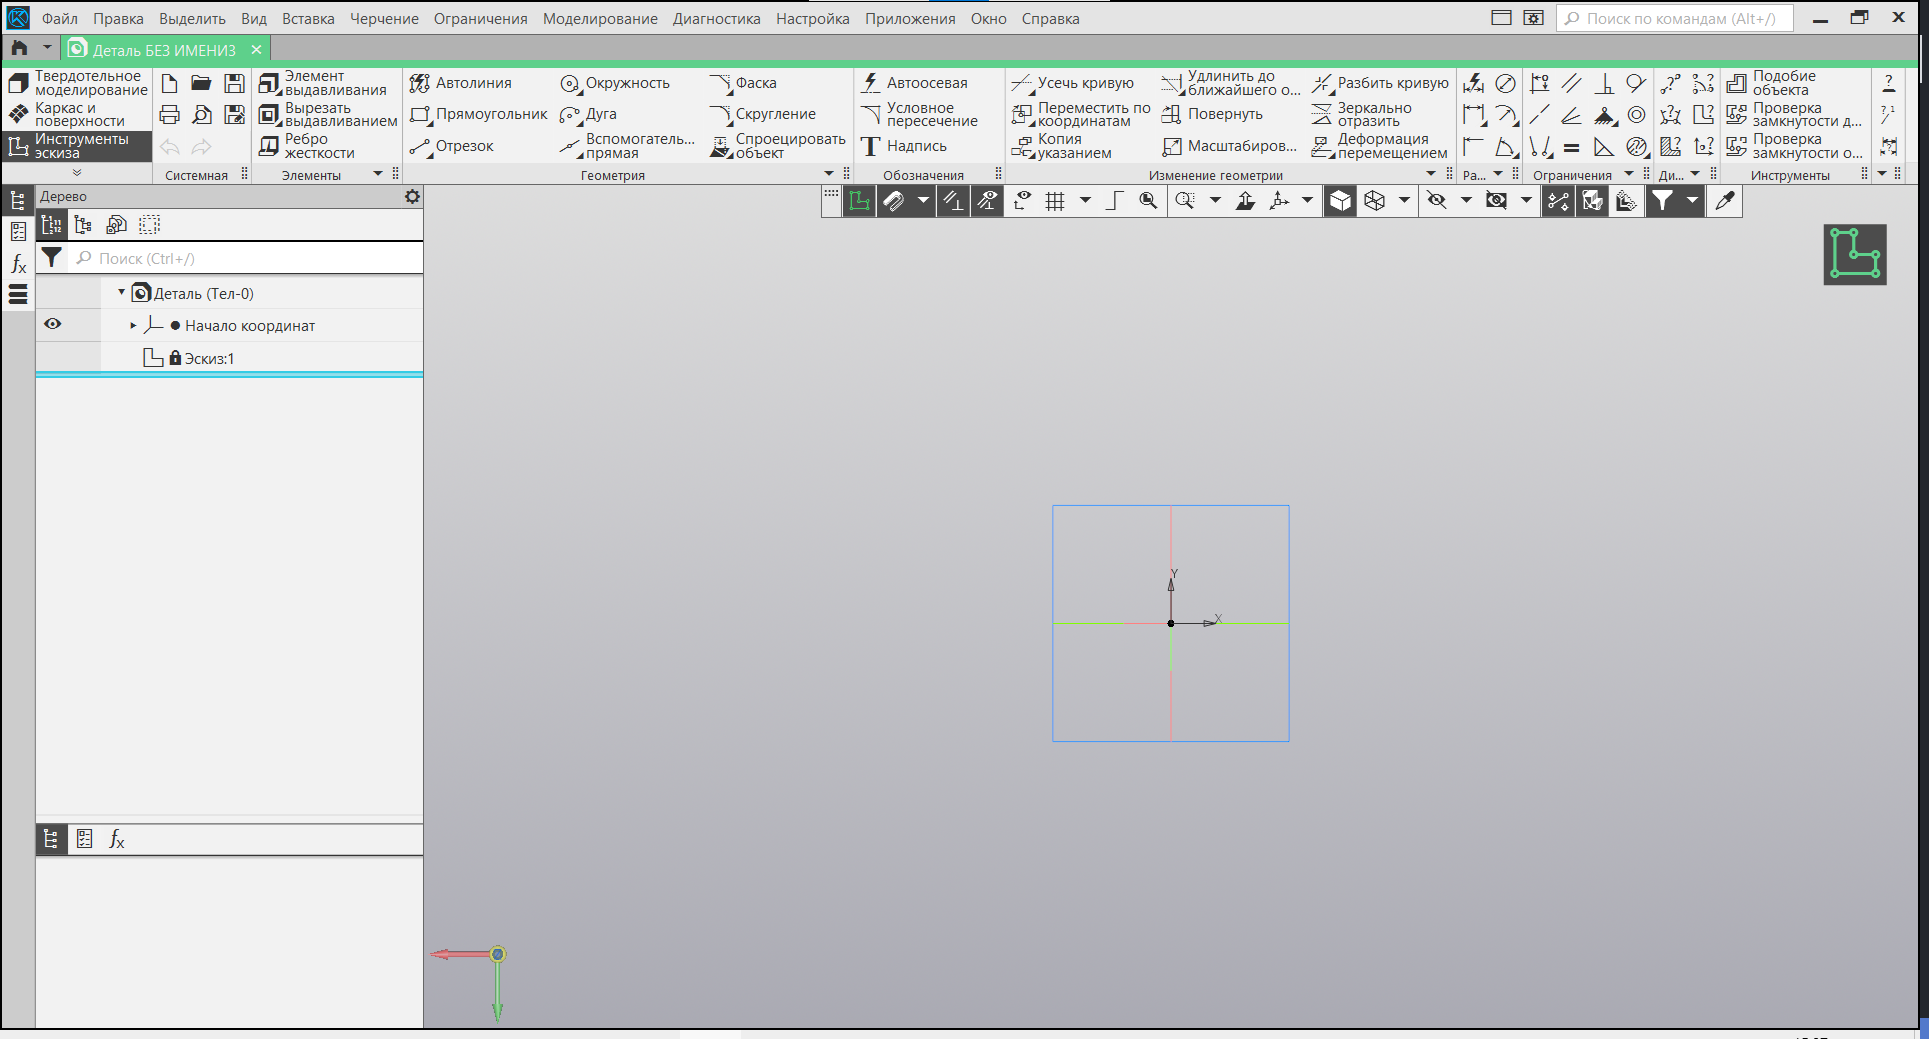 Файл Правка Выделить Вид Вставка Черчение Ограничения Моделирование Диагностика Настройка Приложения Окно Справка Поиск по командам (Alt+/)
Деталь БЕЗ ИМЕНИ3
Твердотельное моделирование
Каркас и поверхности
Инструменты эскиза
Системная
Элемент выдавливания
Вырезать выдавливанием
Ребро жесткости
Элементы
Автолиния Окружность Фаска
Прямоугольник Дуга Скругление
Отрезок Вспомогатель... прямая Спроецировать объект
Геометрия
Автоосевая
Условное пересечение
Надпись
Обозначения
Усечь кривую Удлинить до ближайшего о... Разбить кривую
Переместить по координатам Повернуть Зеркально отразить
Копия указанием Масштабиров... Деформация перемещением
Изменение геометрии
Ра...
Ограничения
Ди...
Подобие объекта
Проверка замкнутости д...
Проверка замкнутости о...
Инструменты
Дерево
Поиск (Ctrl+/)
Деталь (Тел-0)
Начало координат
Эскиз:1
Y
X